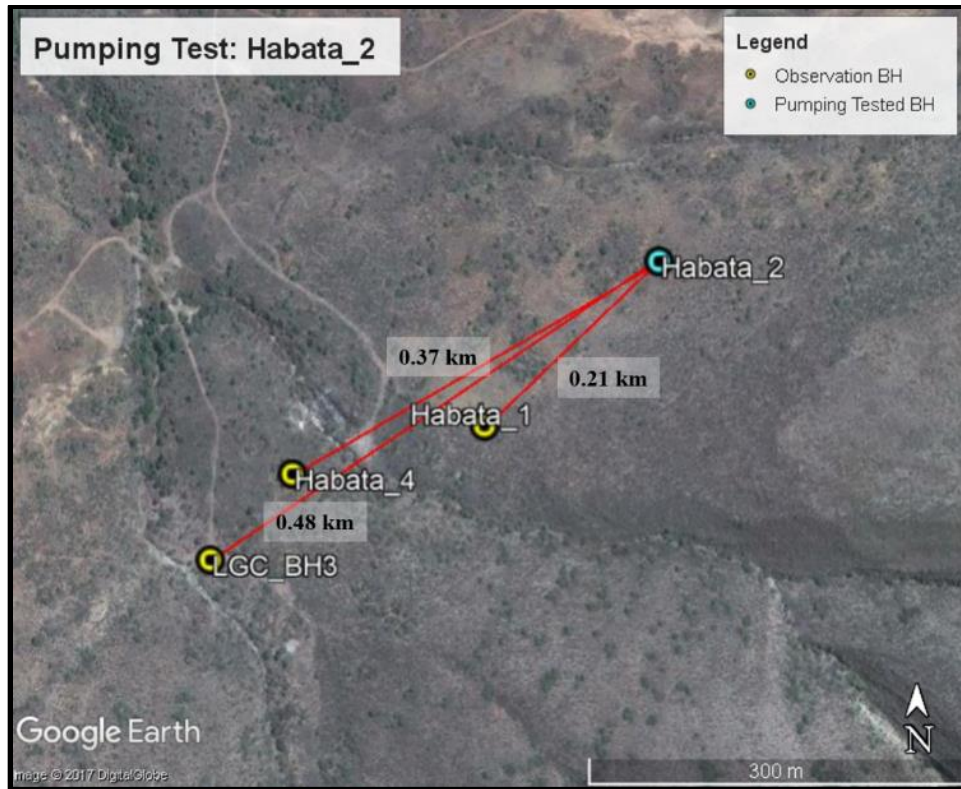 Pumping Test: Habata_2
Legend
Observation BH
Pumping Tested BH
Habata_2
0.37 km
0.21 km
Habata_1
Habata_4
0.48 km
LGC_BH3
Google Earth
N
mage © 2017 DigitalGlobe
300 m